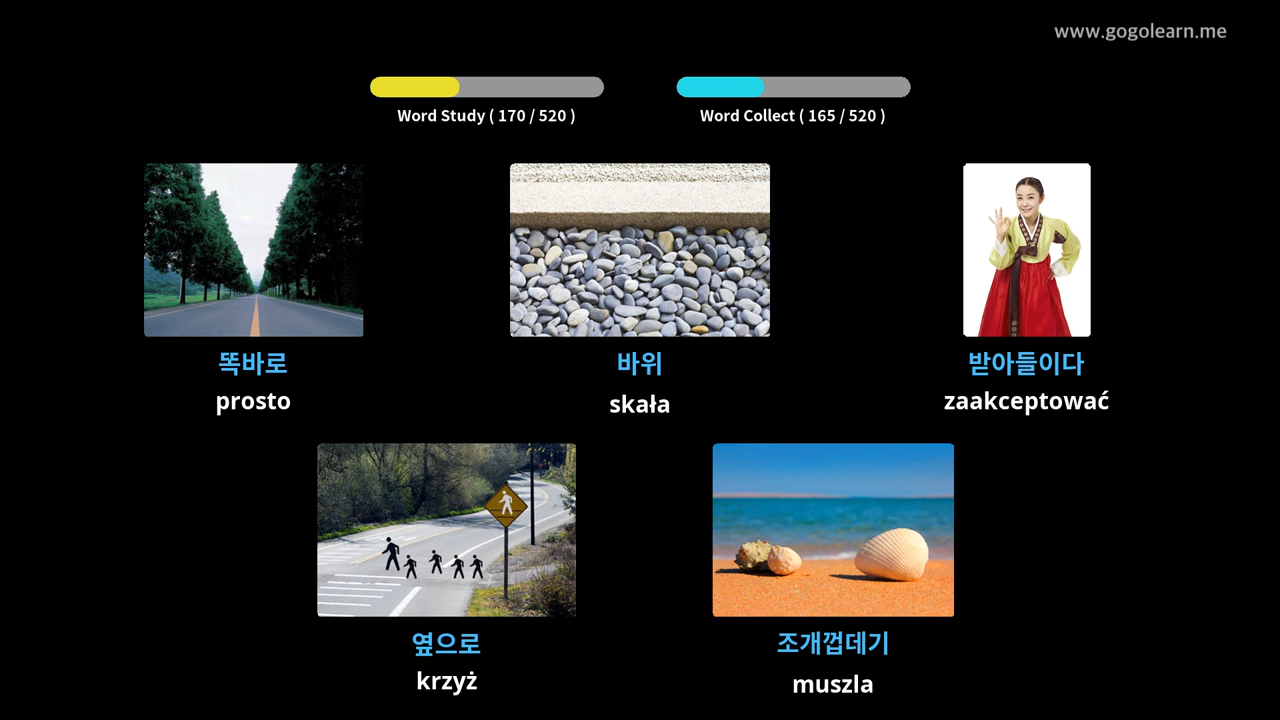 www.gogolearn.me
Word Study ( 170 / 520 )
Word Collect ( 165 / 520 )
똑바로
prosto
바위
skała
받아들이다
zaakceptować
옆으로
krzyż
조개껍데기
muszla